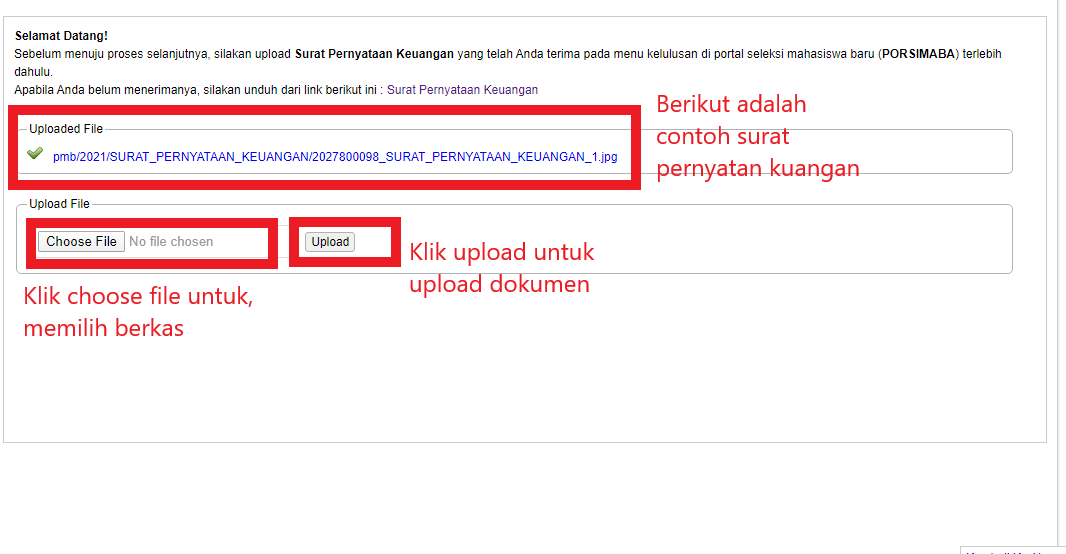 Selamat Datang!
Sebelum menuju proses selanjutnya, silakan upload Surat Pernyataan Keuangan yang telah Anda terima pada menu kelulusan di portal seleksi mahasiswa baru (PORSIMABA) terlebih
dahulu.
Apabila Anda belum menerimanya, silakan unduh dari link berikut ini : Surat Pernyataan Keuangan
Uploaded File
pmb/2021/SURAT_PERNYATAAN_KEUANGAN/2027800098_SURAT_PERNYATAAN_KEUANGAN_1.jpg
Berikut adalah
contoh surat
pernyatan kuangan
Upload File
Choose File No file chosen
Upload
Klik upload untuk
upload dokumen
Klik choose file untuk,
memilih berkas